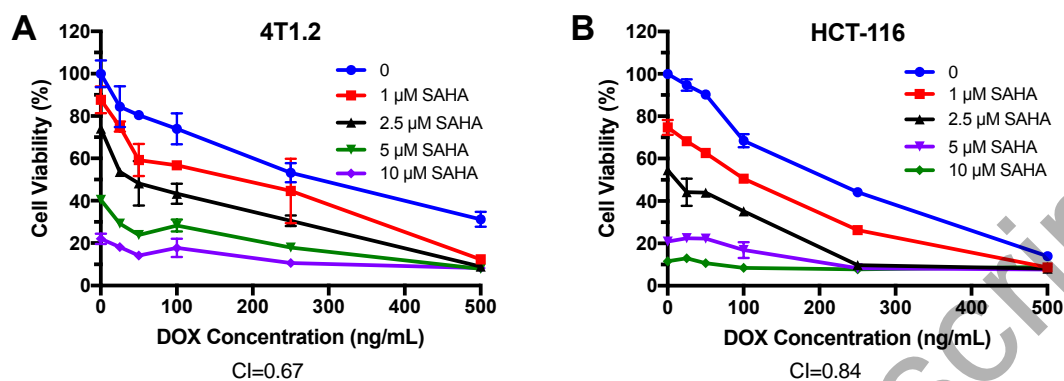 A
4T1.2
120
100
80
60
40
20
0
Cell Viability (%)
0
1 µM SAHA
2.5 µM SAHA
5 µM SAHA
10 µM SAHA
0 100 200 300 400 500
DOX Concentration (ng/mL)
CI=0.67
B
HCT-116
120
100
80
60
40
20
0
Cell Viability (%)
0
1 µM SAHA
2.5 µM SAHA
5 µM SAHA
10 µM SAHA
0 100 200 300 400 500
DOX Concentration (ng/mL)
CI=0.84
scrip